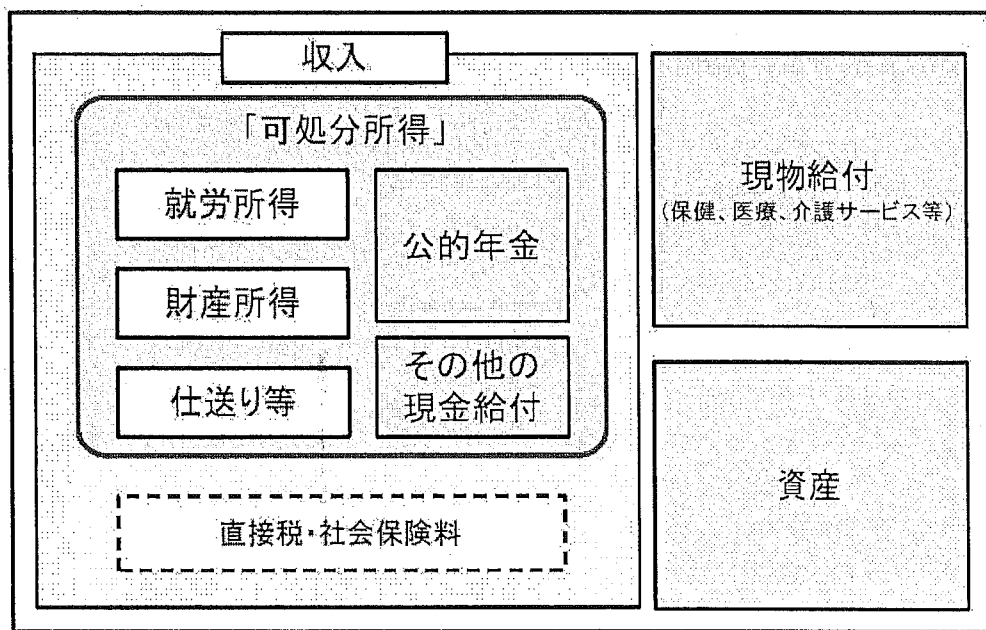 収入
「可処分所得」
就労所得
財産所得
仕送り等
公的年金
その他の
現金給付
直接税・社会保険料
現物給付
(保健、医療、介護サービス等)
資産